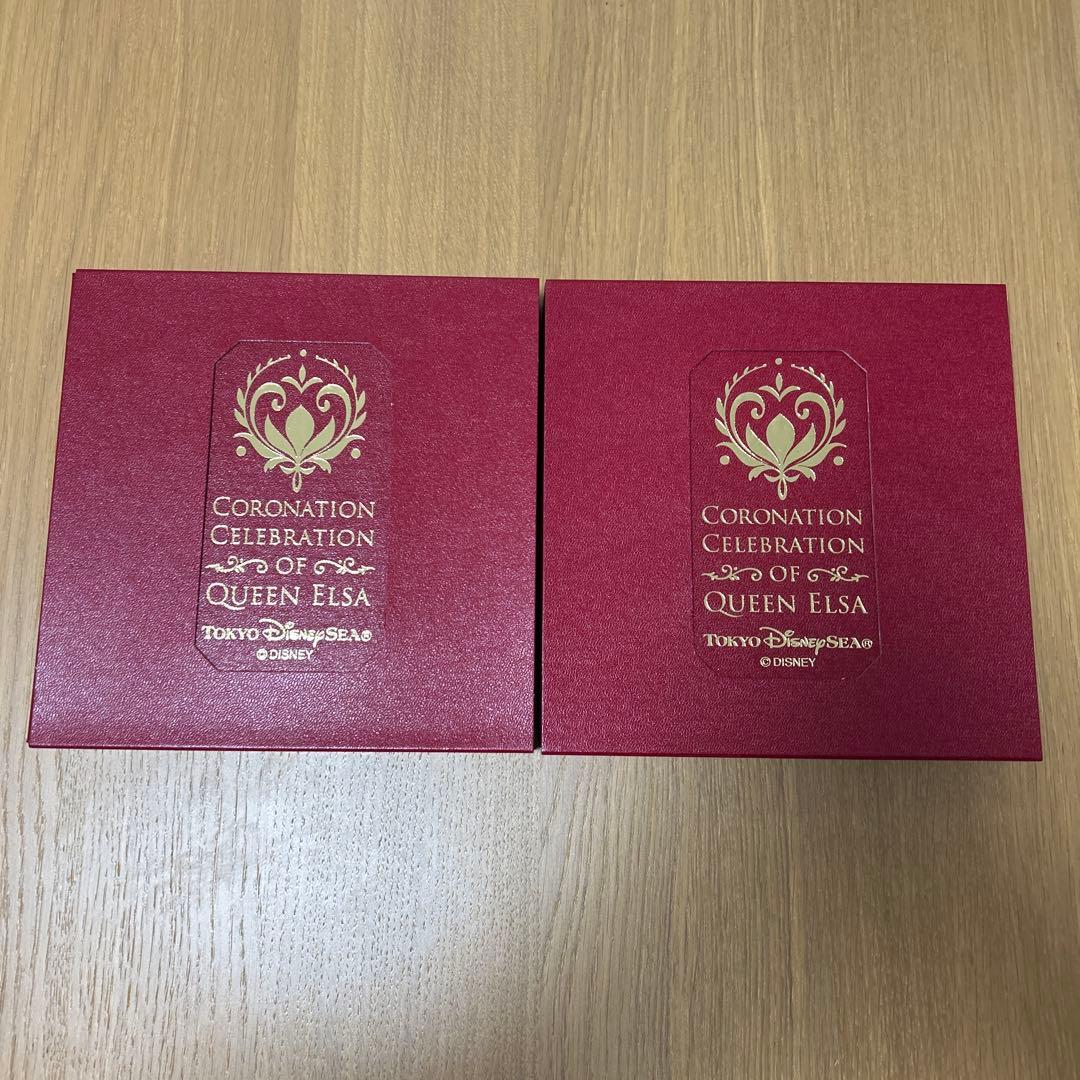 CORONATION
CELEBRATION
OF
QUEEN ELSA
TOKYO DISNEYSEA®
©DISNEY
CORONATION
CELEBRATION
OF
QUEEN ELSA
TOKYO DISNEYSEA®
©DISNEY